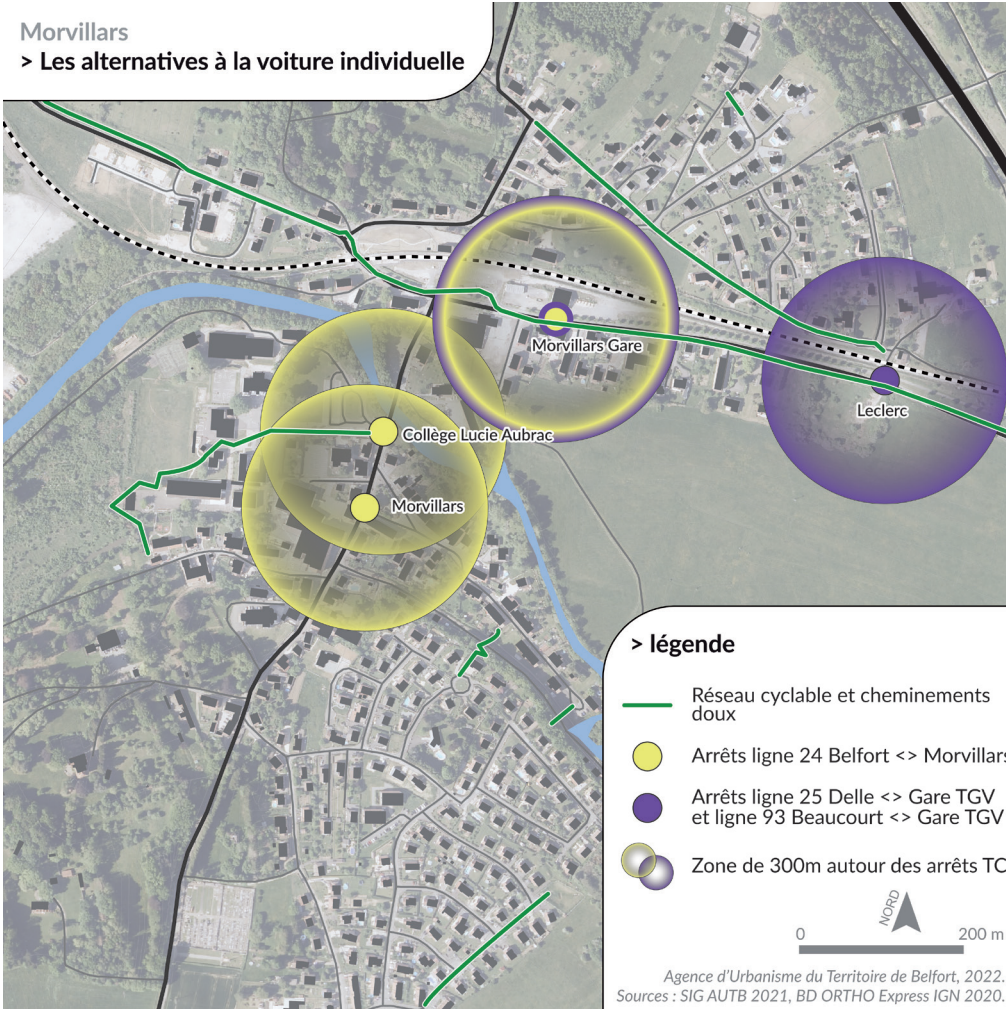 Morvillars
> Les alternatives à la voiture individuelle
Morvillars Gare
Leclerc
Collège Lucie Aubrac
Morvillars
> légende
Réseau cyclable et cheminements
doux
Arrêts ligne 24 Belfort <> Morvillars
Arrêts ligne 25 Delle <> Gare TGV
et ligne 93 Beaucourt <> Gare TGV
Zone de 300m autour des arrêts TC
NORD
0 200 m
Agence d'Urbanisme du Territoire de Belfort, 2022.
Sources : SIG AUTB 2021, BD ORTHO Express IGN 2020.